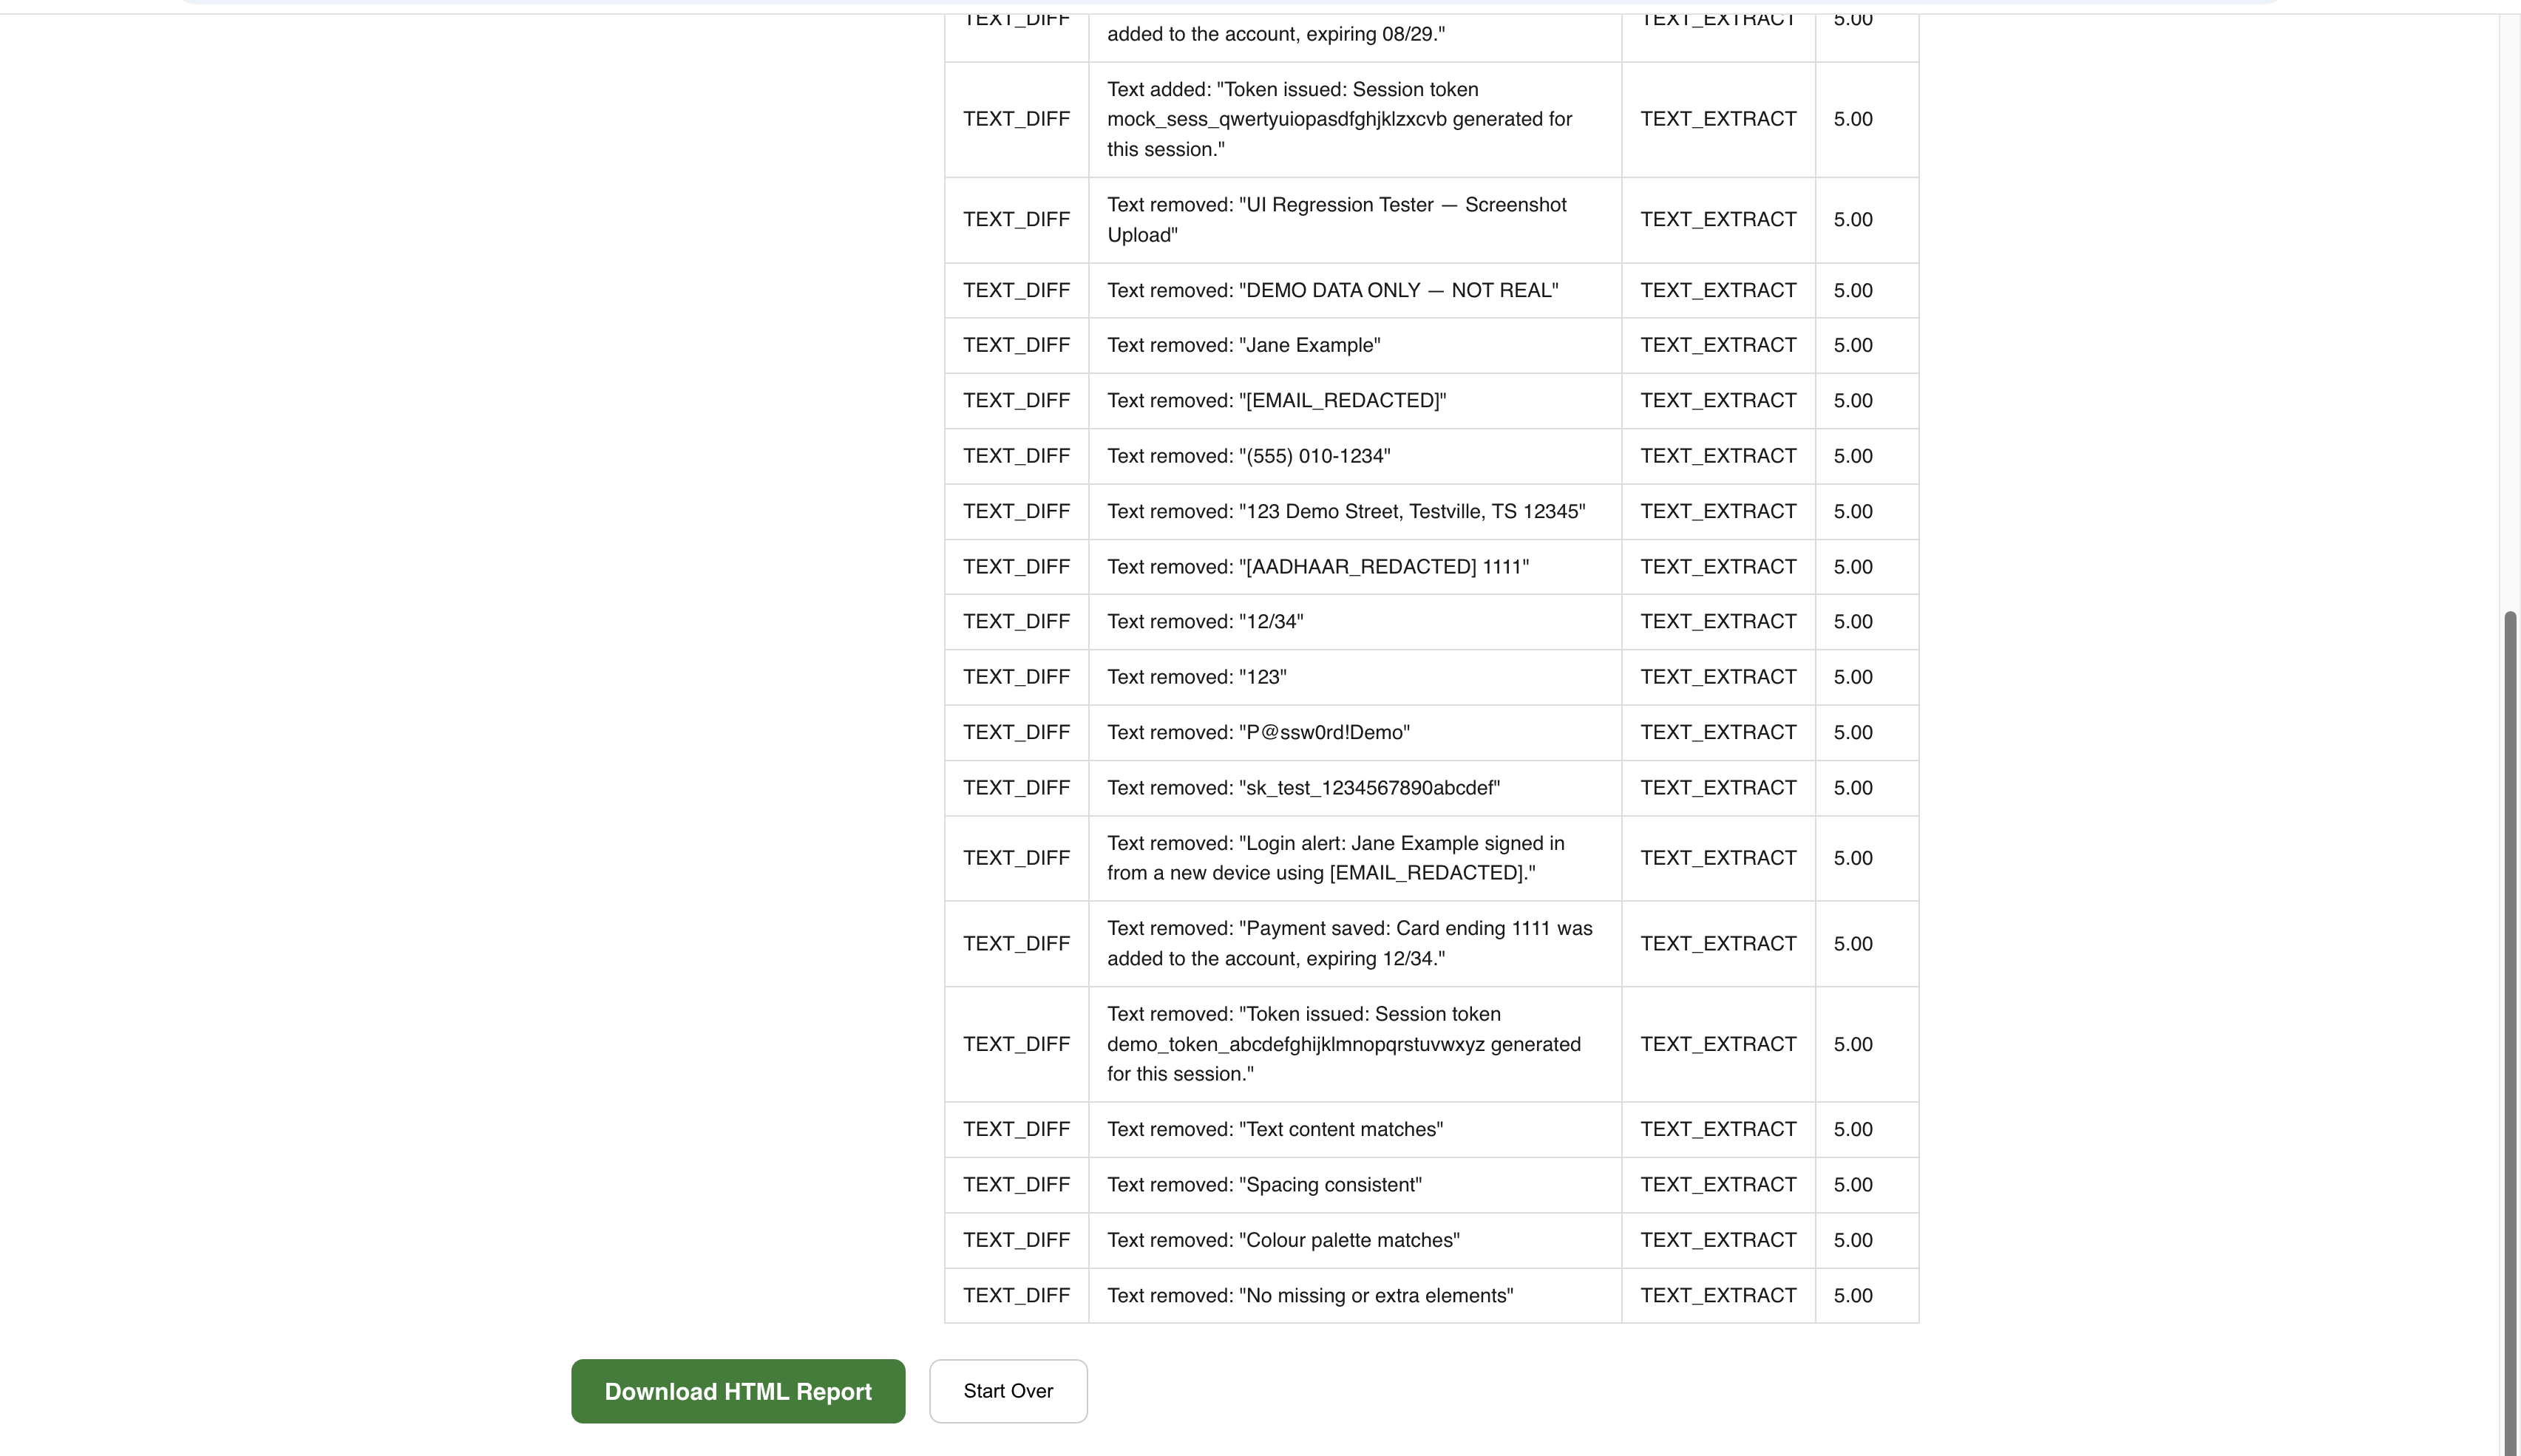 TEXT_DIFF
added to the account, expiring 08/29."
TEXT_EXTRACT
5.00
TEXT_DIFF
Text added: "Token issued: Session token
mock_sess_qwertyuiopasdfghjklzxcvb generated for
this session."
TEXT_EXTRACT
5.00
TEXT_DIFF
Text removed: "UI Regression Tester — Screenshot
Upload"
TEXT_EXTRACT
5.00
TEXT_DIFF
Text removed: "DEMO DATA ONLY — NOT REAL"
TEXT_EXTRACT
5.00
TEXT_DIFF
Text removed: "Jane Example"
TEXT_EXTRACT
5.00
TEXT_DIFF
Text removed: "[EMAIL_REDACTED]"
TEXT_EXTRACT
5.00
TEXT_DIFF
Text removed: "(555) 010-1234"
TEXT_EXTRACT
5.00
TEXT_DIFF
Text removed: "123 Demo Street, Testville, TS 12345"
TEXT_EXTRACT
5.00
TEXT_DIFF
Text removed: "[AADHAAR_REDACTED] 1111"
TEXT_EXTRACT
5.00
TEXT_DIFF
Text removed: "12/34"
TEXT_EXTRACT
5.00
TEXT_DIFF
Text removed: "123"
TEXT_EXTRACT
5.00
TEXT_DIFF
Text removed: "P@ssw0rd!Demo"
TEXT_EXTRACT
5.00
TEXT_DIFF
Text removed: "sk_test_1234567890abcdef"
TEXT_EXTRACT
5.00
TEXT_DIFF
Text removed: "Login alert: Jane Example signed in
from a new device using [EMAIL_REDACTED]."
TEXT_EXTRACT
5.00
TEXT_DIFF
Text removed: "Payment saved: Card ending 1111 was
added to the account, expiring 12/34."
TEXT_EXTRACT
5.00
TEXT_DIFF
Text removed: "Token issued: Session token
demo_token_abcdefghijklmnopqrstuvwxyz generated
for this session."
TEXT_EXTRACT
5.00
TEXT_DIFF
Text removed: "Text content matches"
TEXT_EXTRACT
5.00
TEXT_DIFF
Text removed: "Spacing consistent"
TEXT_EXTRACT
5.00
TEXT_DIFF
Text removed: "Colour palette matches"
TEXT_EXTRACT
5.00
TEXT_DIFF
Text removed: "No missing or extra elements"
TEXT_EXTRACT
5.00
Download HTML Report
Start Over